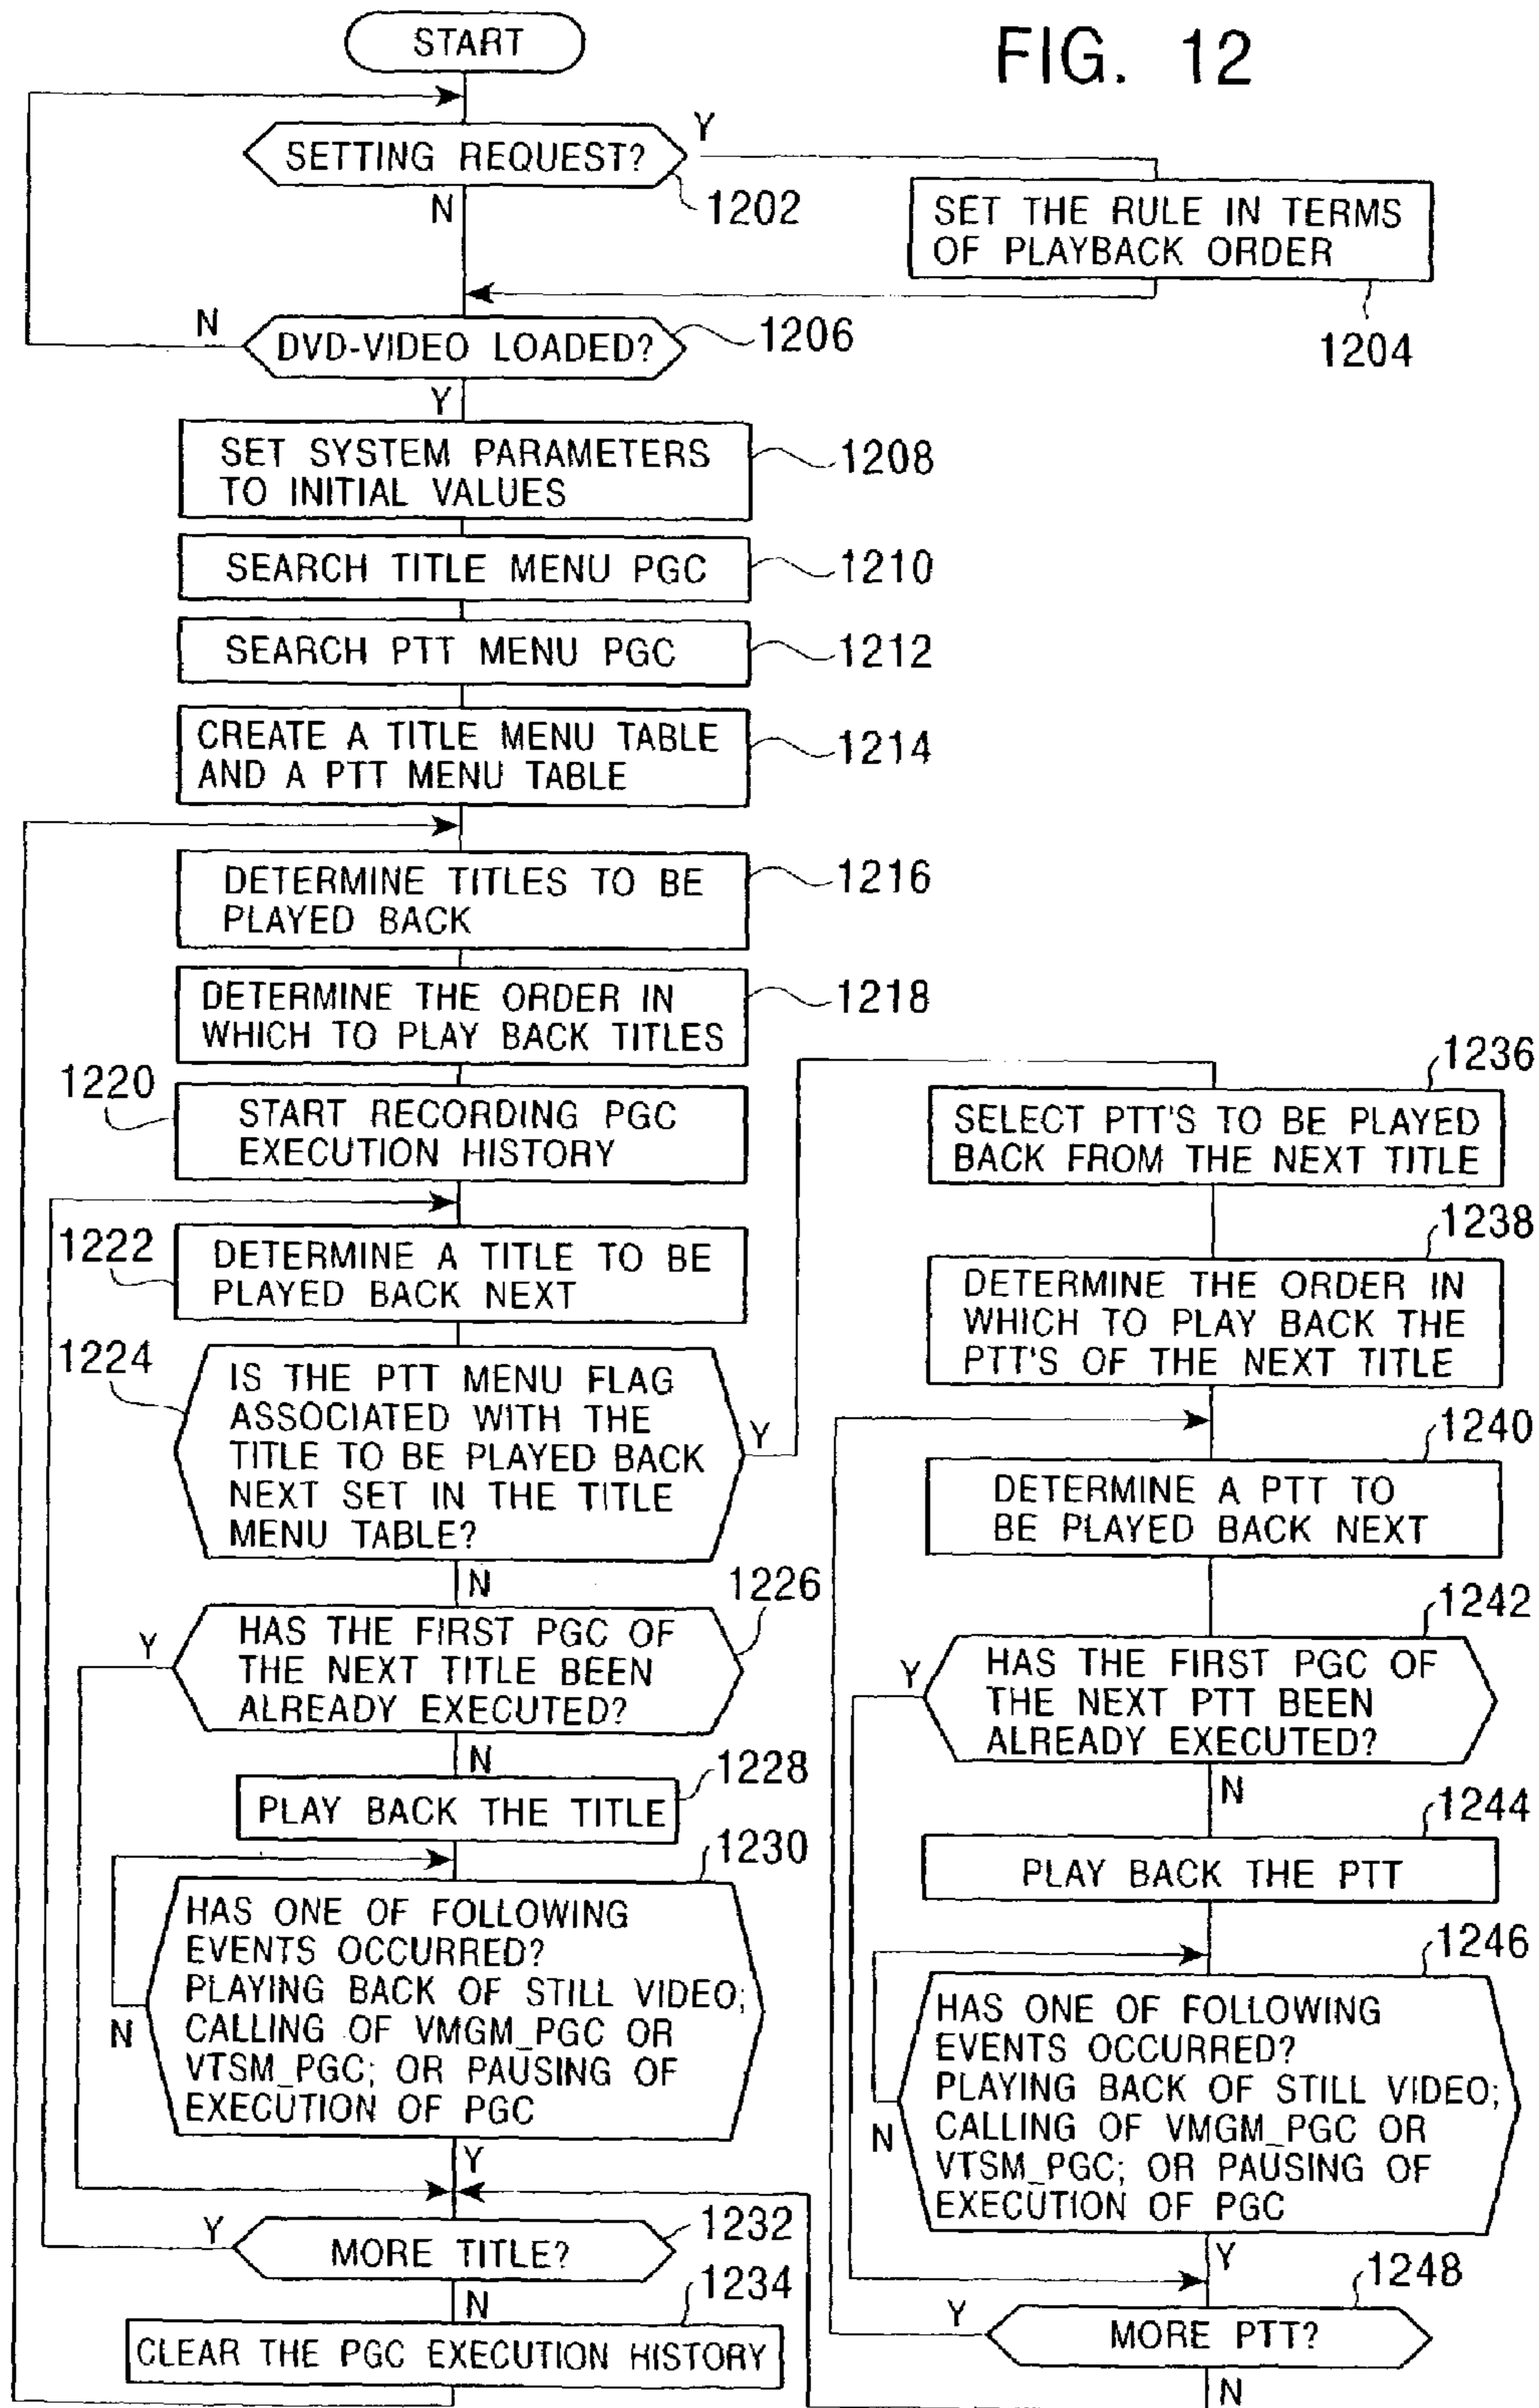 FIG. 12
START
SETTING REQUEST?
Y
N
1202
SET THE RULE IN TERMS
OF PLAYBACK ORDER
1204
DVD-VIDEO LOADED?
N
1206
Y
SET SYSTEM PARAMETERS
TO INITIAL VALUES
1208
SEARCH TITLE MENU PGC
1210
SEARCH PTT MENU PGC
1212
CREATE A TITLE MENU TABLE
AND A PTT MENU TABLE
1214
DETERMINE TITLES TO BE
PLAYED BACK
1216
DETERMINE THE ORDER IN
WHICH TO PLAY BACK TITLES
1218
1220
START RECORDING PGC
EXECUTION HISTORY
1222
DETERMINE A TITLE TO BE
PLAYED BACK NEXT
1224
IS THE PTT MENU FLAG
ASSOCIATED WITH THE
TITLE TO BE PLAYED BACK
NEXT SET IN THE TITLE
MENU TABLE?
Y
N
1226
HAS THE FIRST PGC OF
THE NEXT TITLE BEEN
ALREADY EXECUTED?
Y
N
1228
PLAY BACK THE TITLE
1230
HAS ONE OF FOLLOWING
EVENTS OCCURRED?
PLAYING BACK OF STILL VIDEO;
CALLING OF VMGM_PGC OR
VTSM_PGC; OR PAUSING OF
EXECUTION OF PGC
N
Y
1232
MORE TITLE?
Y
N
1234
CLEAR THE PGC EXECUTION HISTORY
1236
SELECT PTT'S TO BE PLAYED
BACK FROM THE NEXT TITLE
1238
DETERMINE THE ORDER IN
WHICH TO PLAY BACK THE
PTT'S OF THE NEXT TITLE
1240
DETERMINE A PTT TO
BE PLAYED BACK NEXT
1242
HAS THE FIRST PGC OF
THE NEXT PTT BEEN
ALREADY EXECUTED?
Y
N
1244
PLAY BACK THE PTT
1246
HAS ONE OF FOLLOWING
EVENTS OCCURRED?
PLAYING BACK OF STILL VIDEO;
CALLING OF VMGM_PGC OR
VTSM_PGC; OR PAUSING OF
EXECUTION OF PGC
N
Y
1248
MORE PTT?
Y
N